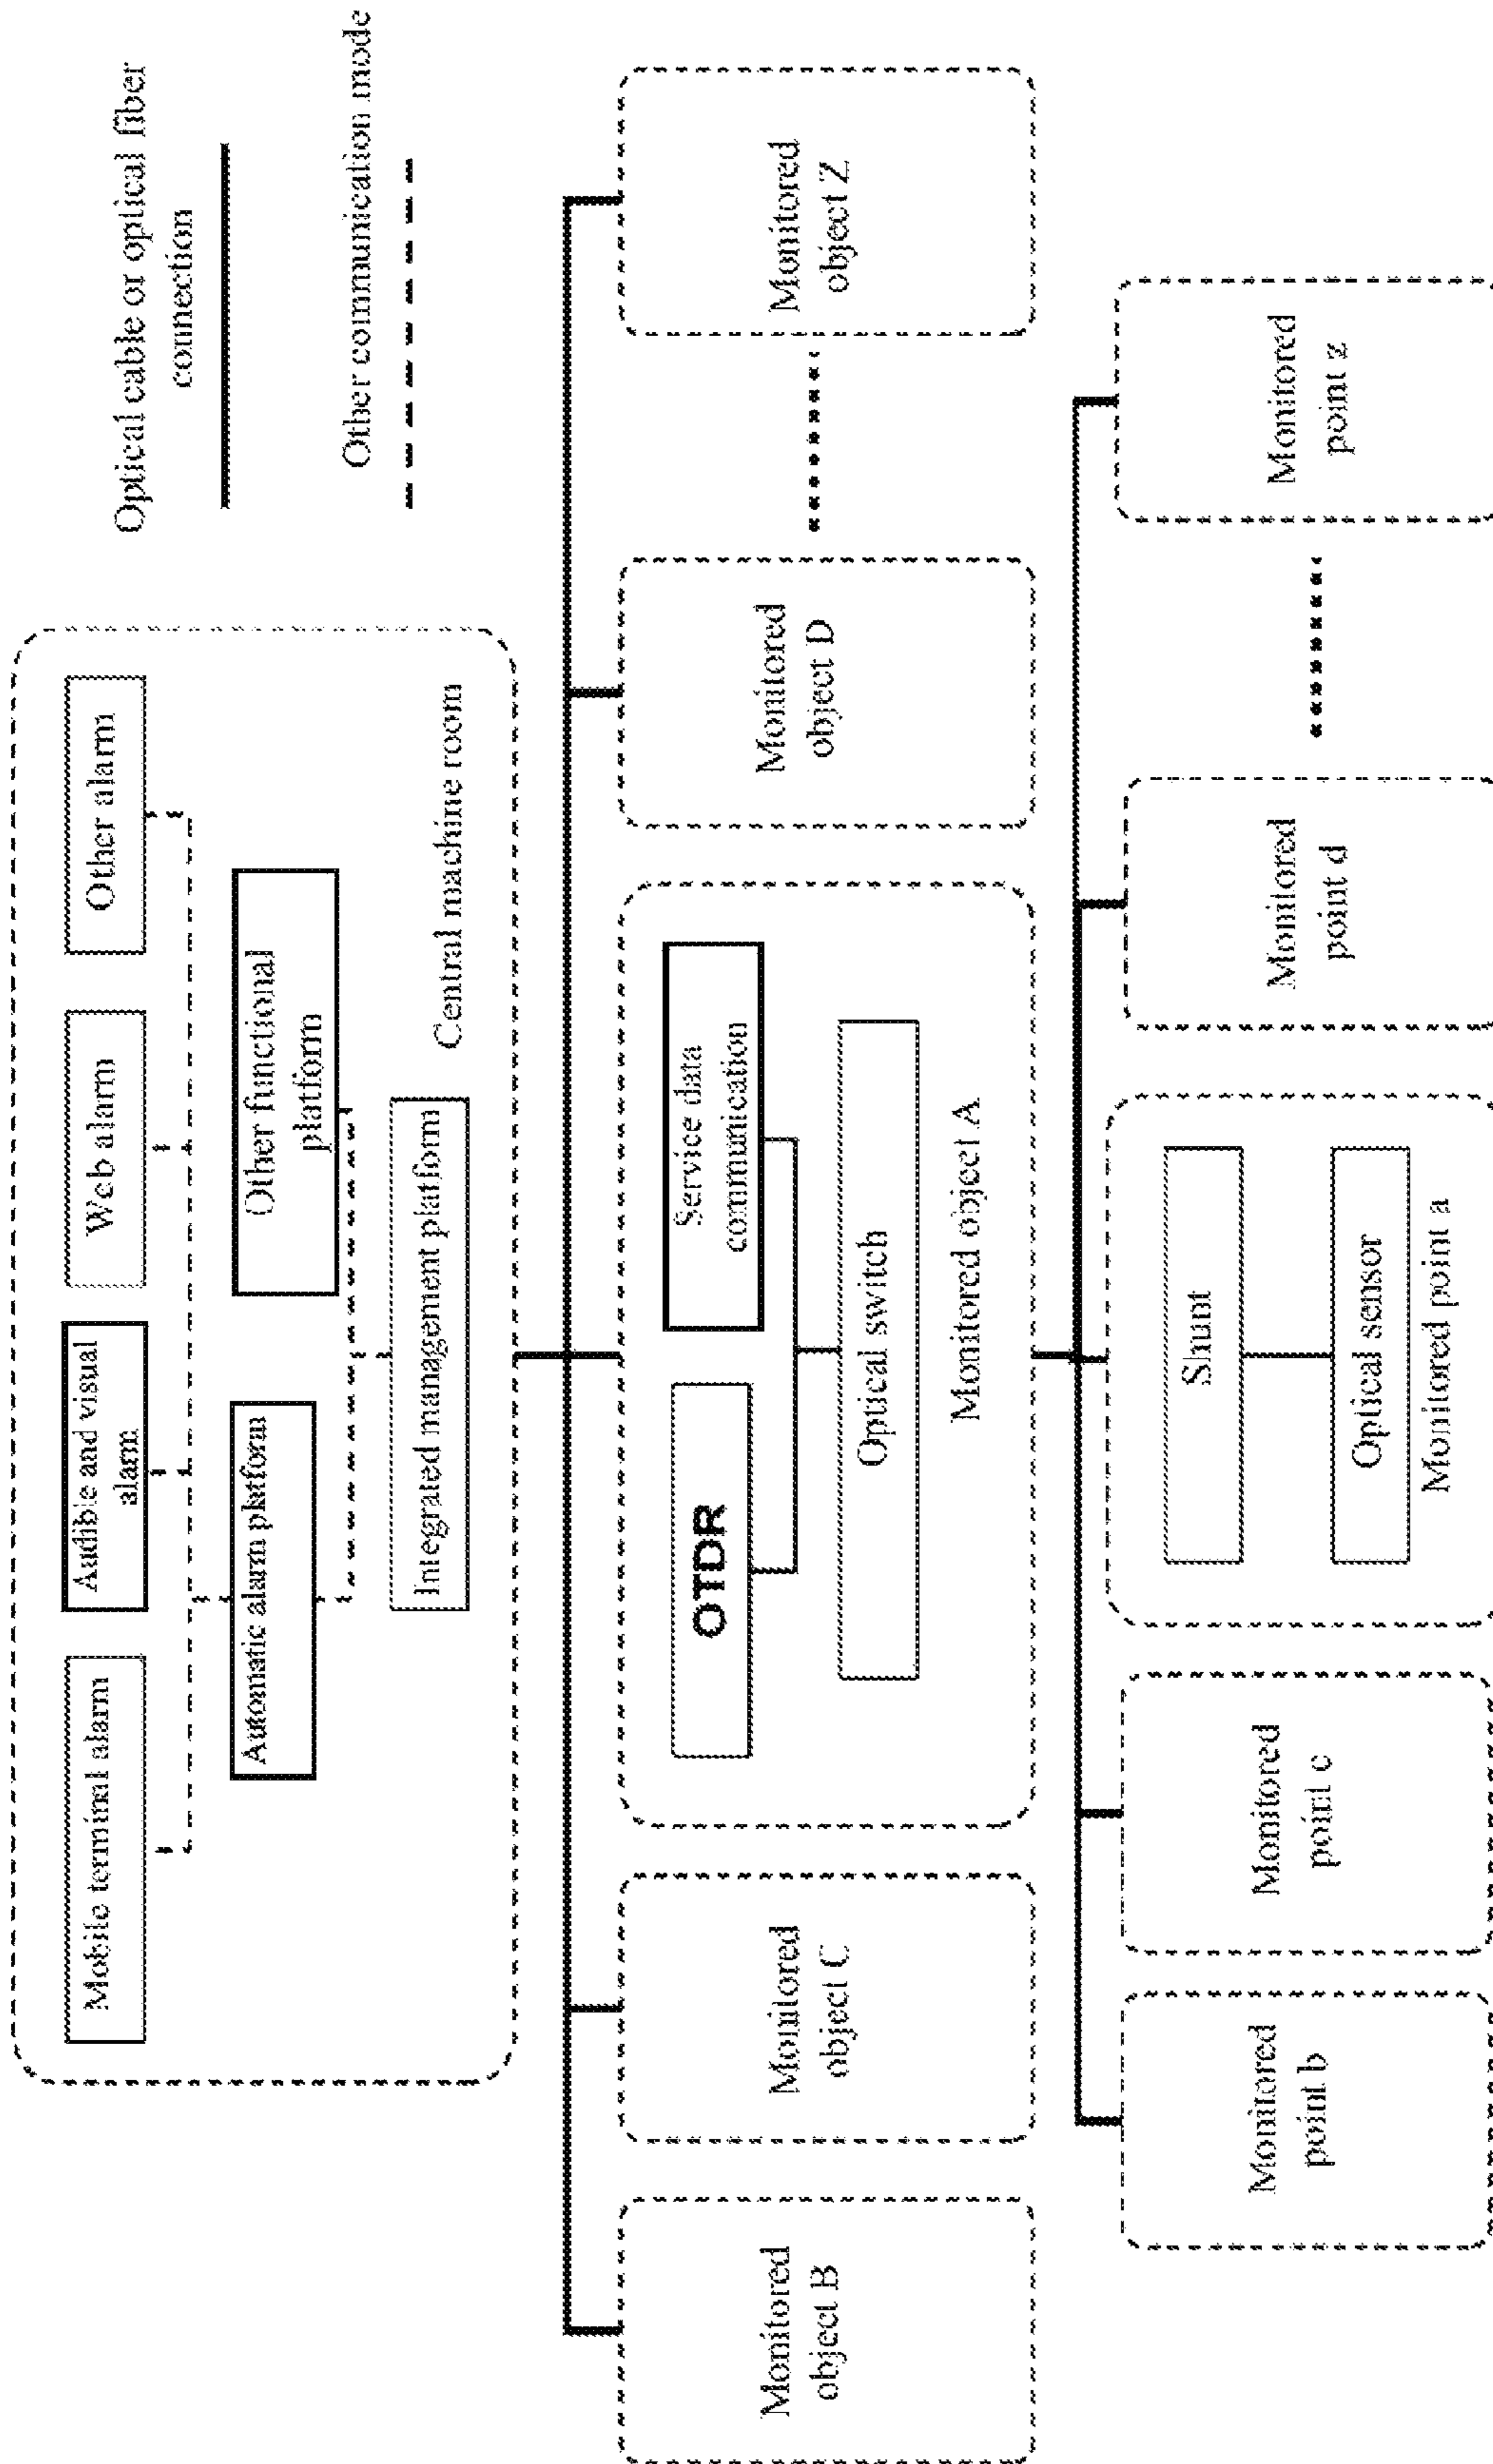 Optical cable or optical fiber
connection
Other communication mode
Mobile terminal alarm
Audible and visual
alarm
Web alarm
Other alarm
Automatic alarm platform
Other functional
platform
Integrated management platform
Central machine room
Monitored
object B
Monitored
object C
OTDR
Service data
communication
Optical switch
Monitored object A
Monitored
object D
Monitored
object Z
Monitored
point b
Monitored
point c
Shunt
Optical sensor
Monitored point a
Monitored
point d
Monitored
point z